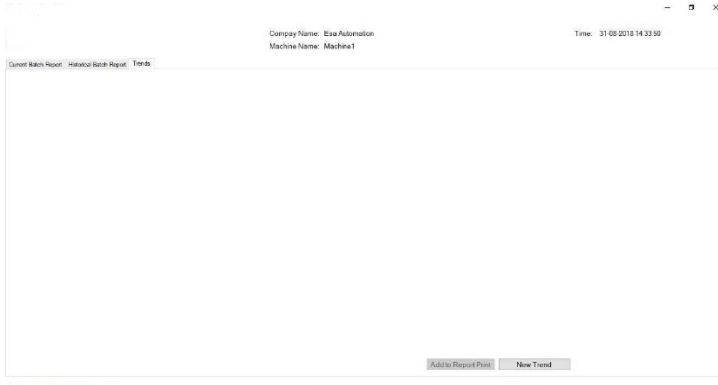 Compay Name: Esa Automation
Time: 31-08-2018 14:33:50
Machine Name: Machine1
Current Batch Report Historical Batch Report Trends
Add to Report Print New Trend